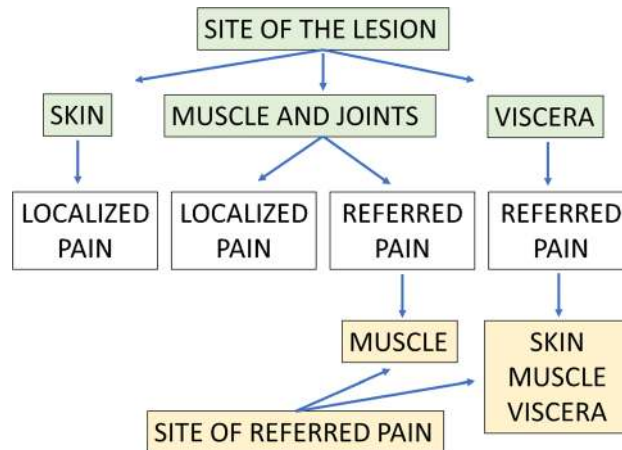 SITE OF THE LESION
SKIN
MUSCLE AND JOINTS
VISCERA
LOCALIZED
PAIN
LOCALIZED
PAIN
REFERRED
PAIN
REFERRED
PAIN
MUSCLE
SKIN
MUSCLE
VISCERA
SITE OF REFERRED PAIN